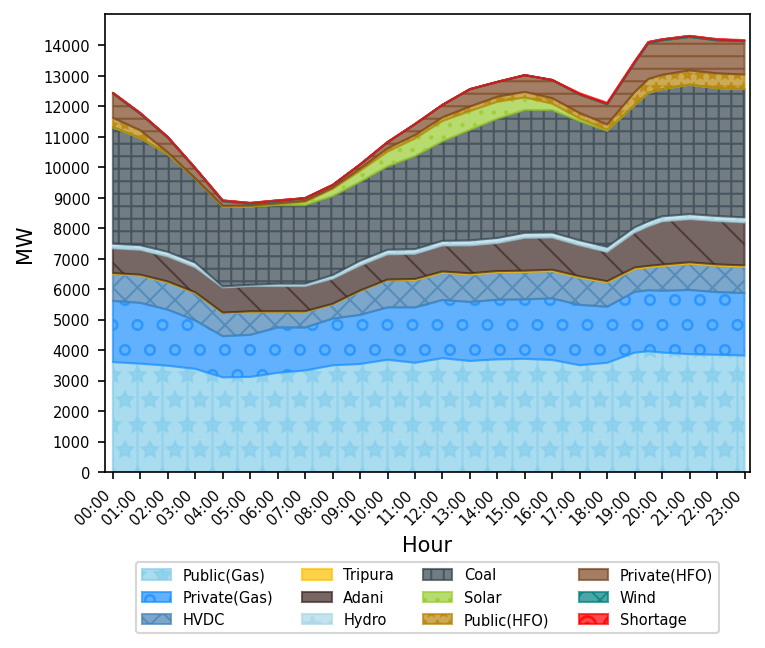 14000
13000
12000
11000
10000
9000
8000
7000
6000
5000
4000
3000
2000
1000
0
MW
00:00 01:00 02:00 03:00 04:00 05:00 06:00 07:00 08:00 09:00 10:00 11:00 12:00 13:00 14:00 15:00 16:00 17:00 18:00 19:00 20:00 21:00 22:00 23:00
Hour
Public(Gas) Tripura Coal Private(HFO)
Private(Gas) Adani Solar Wind
HVDC Hydro Public(HFO) Shortage